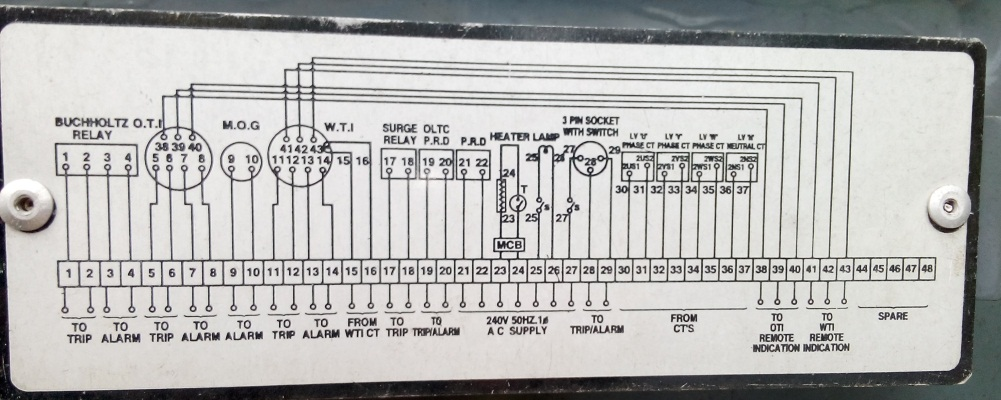 BUCHHOLTZ O.T.I M.O.G W.T.I SURGE OLTC P.R.D HEATER LAMP 3 PIN SOCKET
RELAY RELAY P.R.D WITH SWITCH
LV 'U' LV 'V' LV 'W' LV 'N'
PHASE CT PHASE CT PHASE CT NEUTRAL CT
38 39 40 41 42 43
1 2 3 4 5 6 7 8 9 10 11 12 13 14 15 16 17 18 19 20 21 22
25 26 27 28 29
2US2 2VS2 2WS2 2NS2
2US1 2VS1 2WS1 2NS1
24 T S S
30 31 32 33 34 35 36 37
23 25 27
MCB
1 2 3 4 5 6 7 8 9 10 11 12 13 14 15 16 17 18 19 20 21 22 23 24 25 26 27 28 29 30 31 32 33 34 35 36 37 38 39 40 41 42 43 44 45 46 47 48
TO TRIP
TO ALARM
TO TRIP
TO ALARM
TO ALARM
TO TRIP
TO ALARM
FROM WTI CT
TO TRIP
TO TRIP/ALARM
240V 50HZ. 1ø
A C SUPPLY
TO TRIP/ALARM
FROM
CT'S
TO
OTI
REMOTE
INDICATION
TO
WTI
REMOTE
INDICATION
SPARE